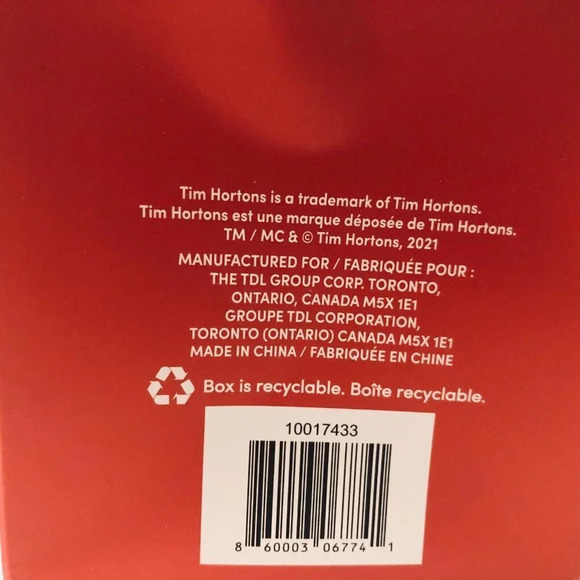 Tim Hortons is a trademark of Tim Hortons.
Tim Hortons est une marque déposée de Tim Hortons.
TM / MC & © Tim Hortons, 2021
MANUFACTURED FOR / FABRIQUÉE POUR :
THE TDL GROUP CORP. TORONTO,
ONTARIO, CANADA M5X 1E1
GROUPE TDL CORPORATION,
TORONTO (ONTARIO) CANADA M5X 1E1
MADE IN CHINA / FABRIQUÉE EN CHINE
Box is recyclable. Boîte recyclable.
10017433
8 60003 06774 1